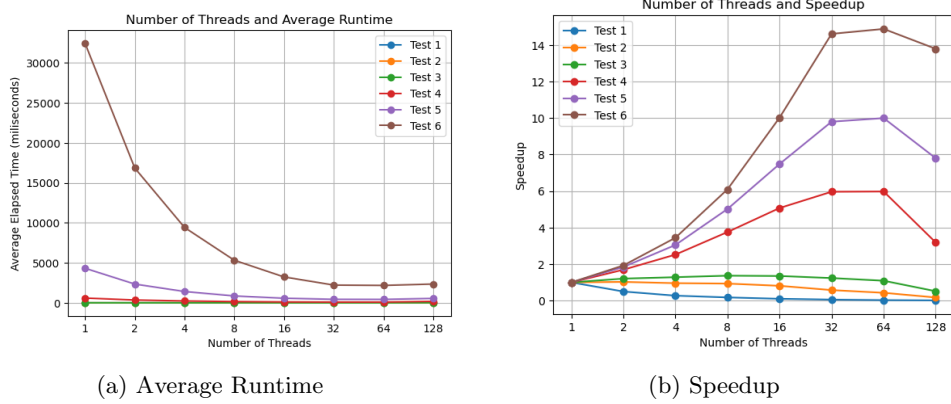 Number of Threads and Average Runtime
Average Elapsed Time (miliseconds)
30000
25000
20000
15000
10000
5000
0
Test 1
Test 2
Test 3
Test 4
Test 5
Test 6
1 2 4 8 16 32 64 128
Number of Threads
(a) Average Runtime
Number of Threads and Speedup
Speedup
14
12
10
8
6
4
2
0
Test 1
Test 2
Test 3
Test 4
Test 5
Test 6
1 2 4 8 16 32 64 128
Number of Threads
(b) Speedup